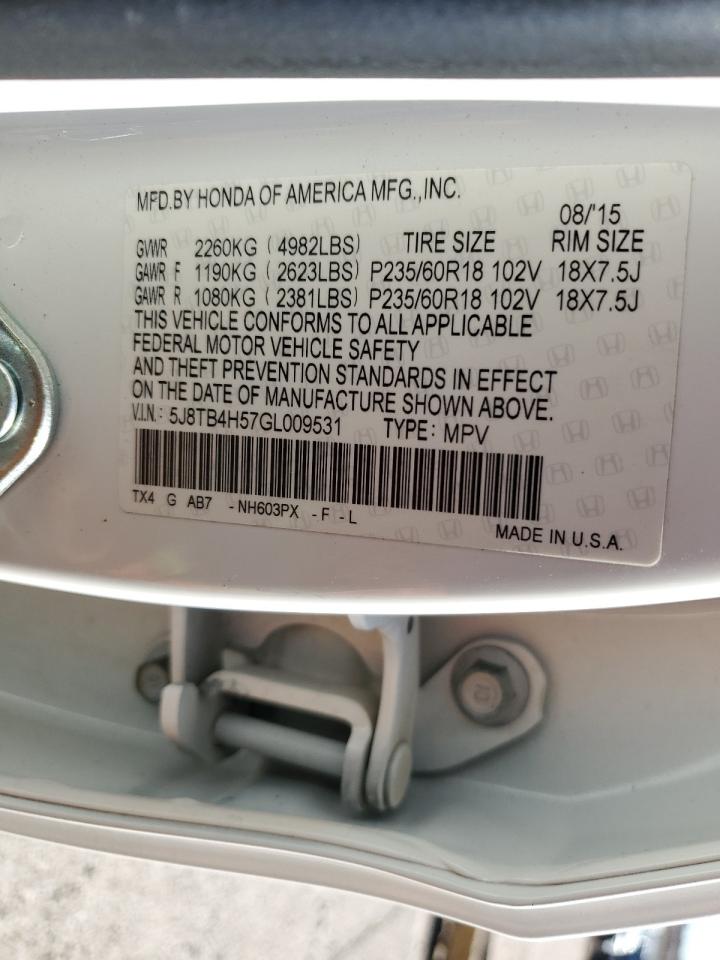 MFD.BY HONDA OF AMERICA MFG.,INC.
08/'15
GVWR 2260KG (4982LBS) TIRE SIZE RIM SIZE
GAWR F 1190KG (2623LBS) P235/60R18 102V 18X7.5J
GAWR R 1080KG (2381LBS) P235/60R18 102V 18X7.5J
THIS VEHICLE CONFORMS TO ALL APPLICABLE
FEDERAL MOTOR VEHICLE SAFETY
AND THEFT PREVENTION STANDARDS IN EFFECT
ON THE DATE OF MANUFACTURE SHOWN ABOVE.
V.I.N.: 5J8TB4H57GL009531 TYPE: MPV
TX4 G AB7 -NH603PX -F -L
MADE IN U.S.A.